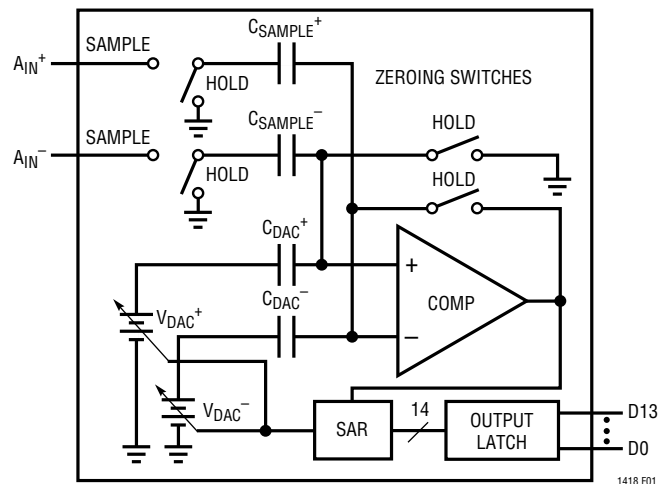 CSAMPLE+
SAMPLE
AIN+
ZEROING SWITCHES
HOLD
CSAMPLE–
HOLD
SAMPLE
AIN–
HOLD
HOLD
CDAC+
+
COMP
VDAC+
CDAC–
–
VDAC–
14
SAR
OUTPUT
LATCH
D13
D0
1418 F01